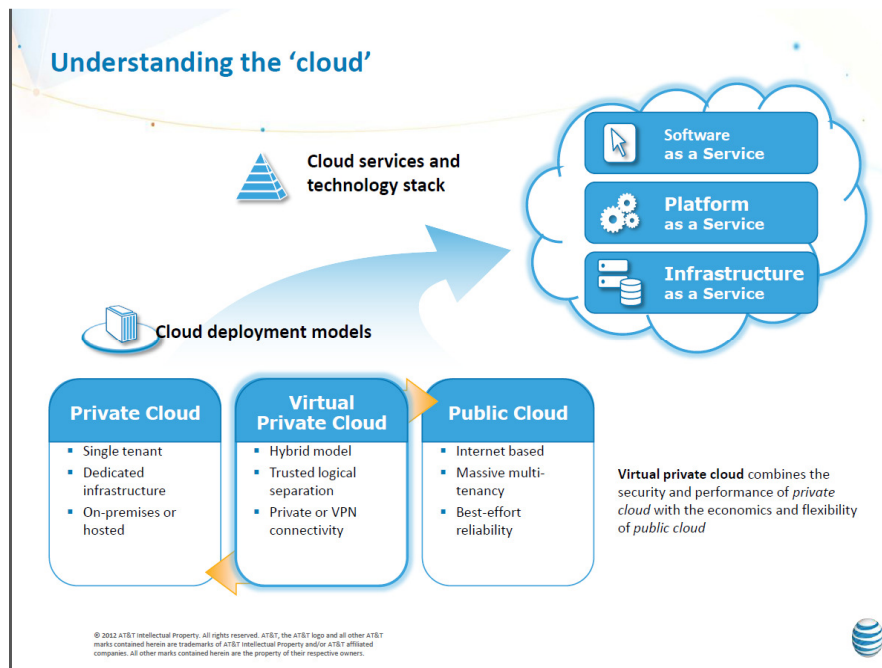 Understanding the ‘cloud’
Cloud services and
technology stack
Software
as a Service
Platform
as a Service
Infrastructure
as a Service
Cloud deployment models
Private Cloud
▪ Single tenant
▪ Dedicated
infrastructure
▪ On-premises or
hosted
Virtual
Private Cloud
▪ Hybrid model
▪ Trusted logical
separation
▪ Private or VPN
connectivity
Public Cloud
▪ Internet based
▪ Massive multi-
tenancy
▪ Best-effort
reliability
Virtual private cloud combines the
security and performance of private
cloud with the economics and flexibility
of public cloud
® 2012 AT&T Intellectual Property. All rights reserved. AT&T, the AT&T logo and all other AT&T
marks contained herein are trademarks of AT&T Intellectual Property and/or AT&T affiliated
companies. All other marks contained herein are the property of their respective owners.